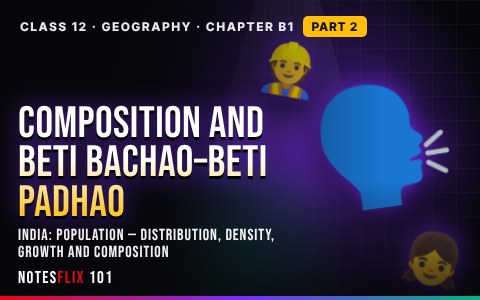 CLASS 12 · GEOGRAPHY · CHAPTER B1 PART 2
COMPOSITION AND
BETI BACHAO–BETI
PADHAO
INDIA: POPULATION – DISTRIBUTION, DENSITY,
GROWTH AND COMPOSITION
NOTESFLIX 101